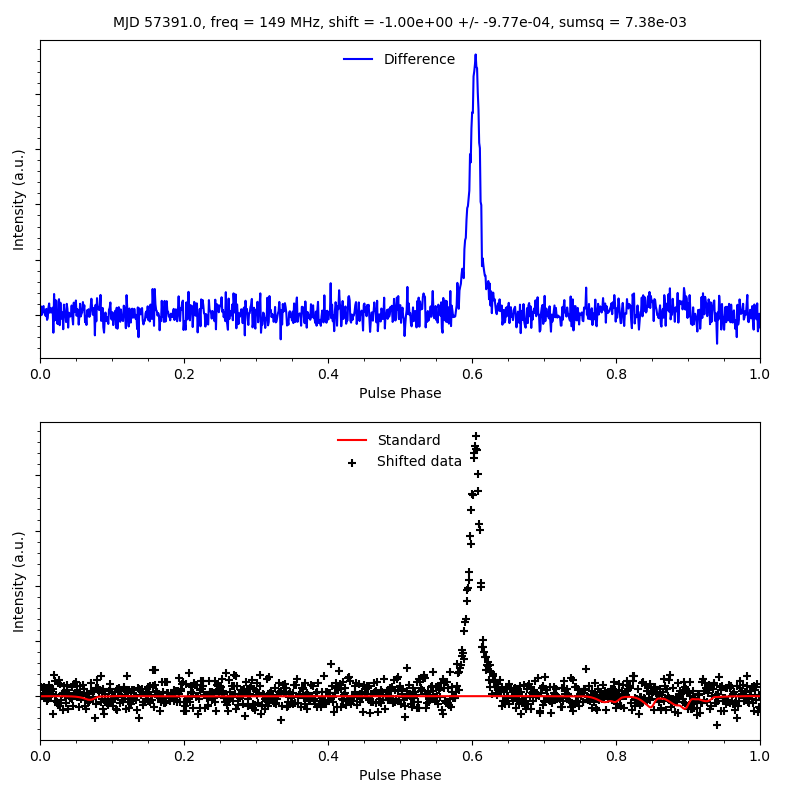 MJD 57391.0, freq = 149 MHz, shift = -1.00e+00 +/- -9.77e-04, sumsq = 7.38e-03
Difference
Intensity (a.u.)
0.0 0.2 0.4 0.6 0.8 1.0
Pulse Phase
Standard
Shifted data
Intensity (a.u.)
0.0 0.2 0.4 0.6 0.8 1.0
Pulse Phase